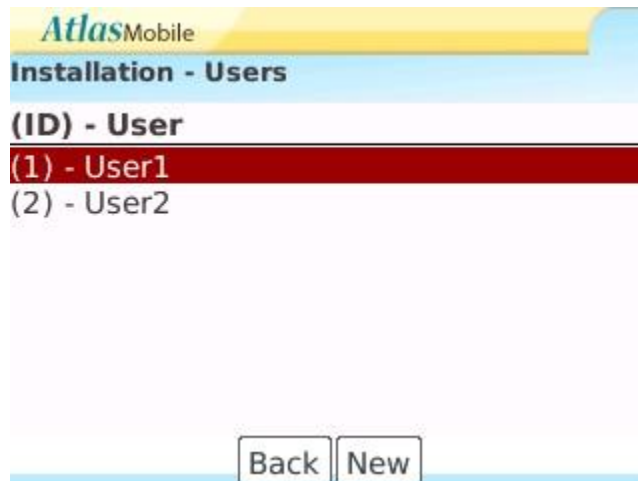 AtlasMobile
Installation - Users
(ID) - User
(1) - User1
(2) - User2
Back New